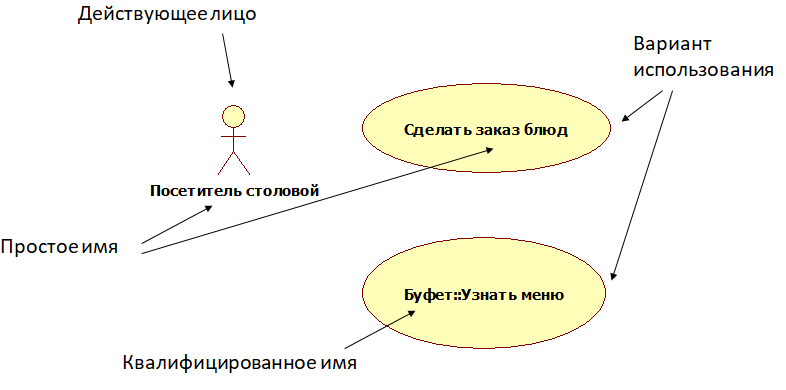 Действующее лицо
Вариант
использования
Сделать заказ блюд
Посетитель столовой
Простое имя
Буфет::Узнать меню
Квалифицированное имя